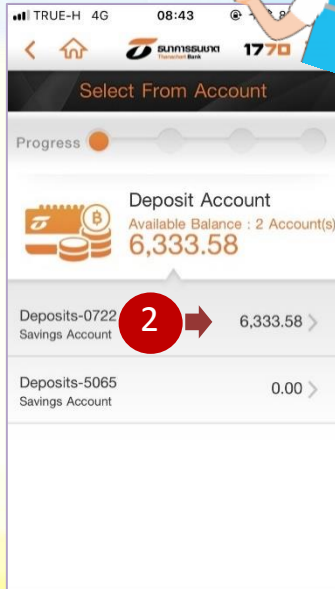 TRUE-H 4G 08:43
ธนาคารธนชาต 1770
Thanachart Bank
Select From Account
Progress
Deposit Account
Available Balance : 2 Account(s)
6,333.58
Deposits-0722 2 6,333.58
Savings Account
Deposits-5065 0.00
Savings Account